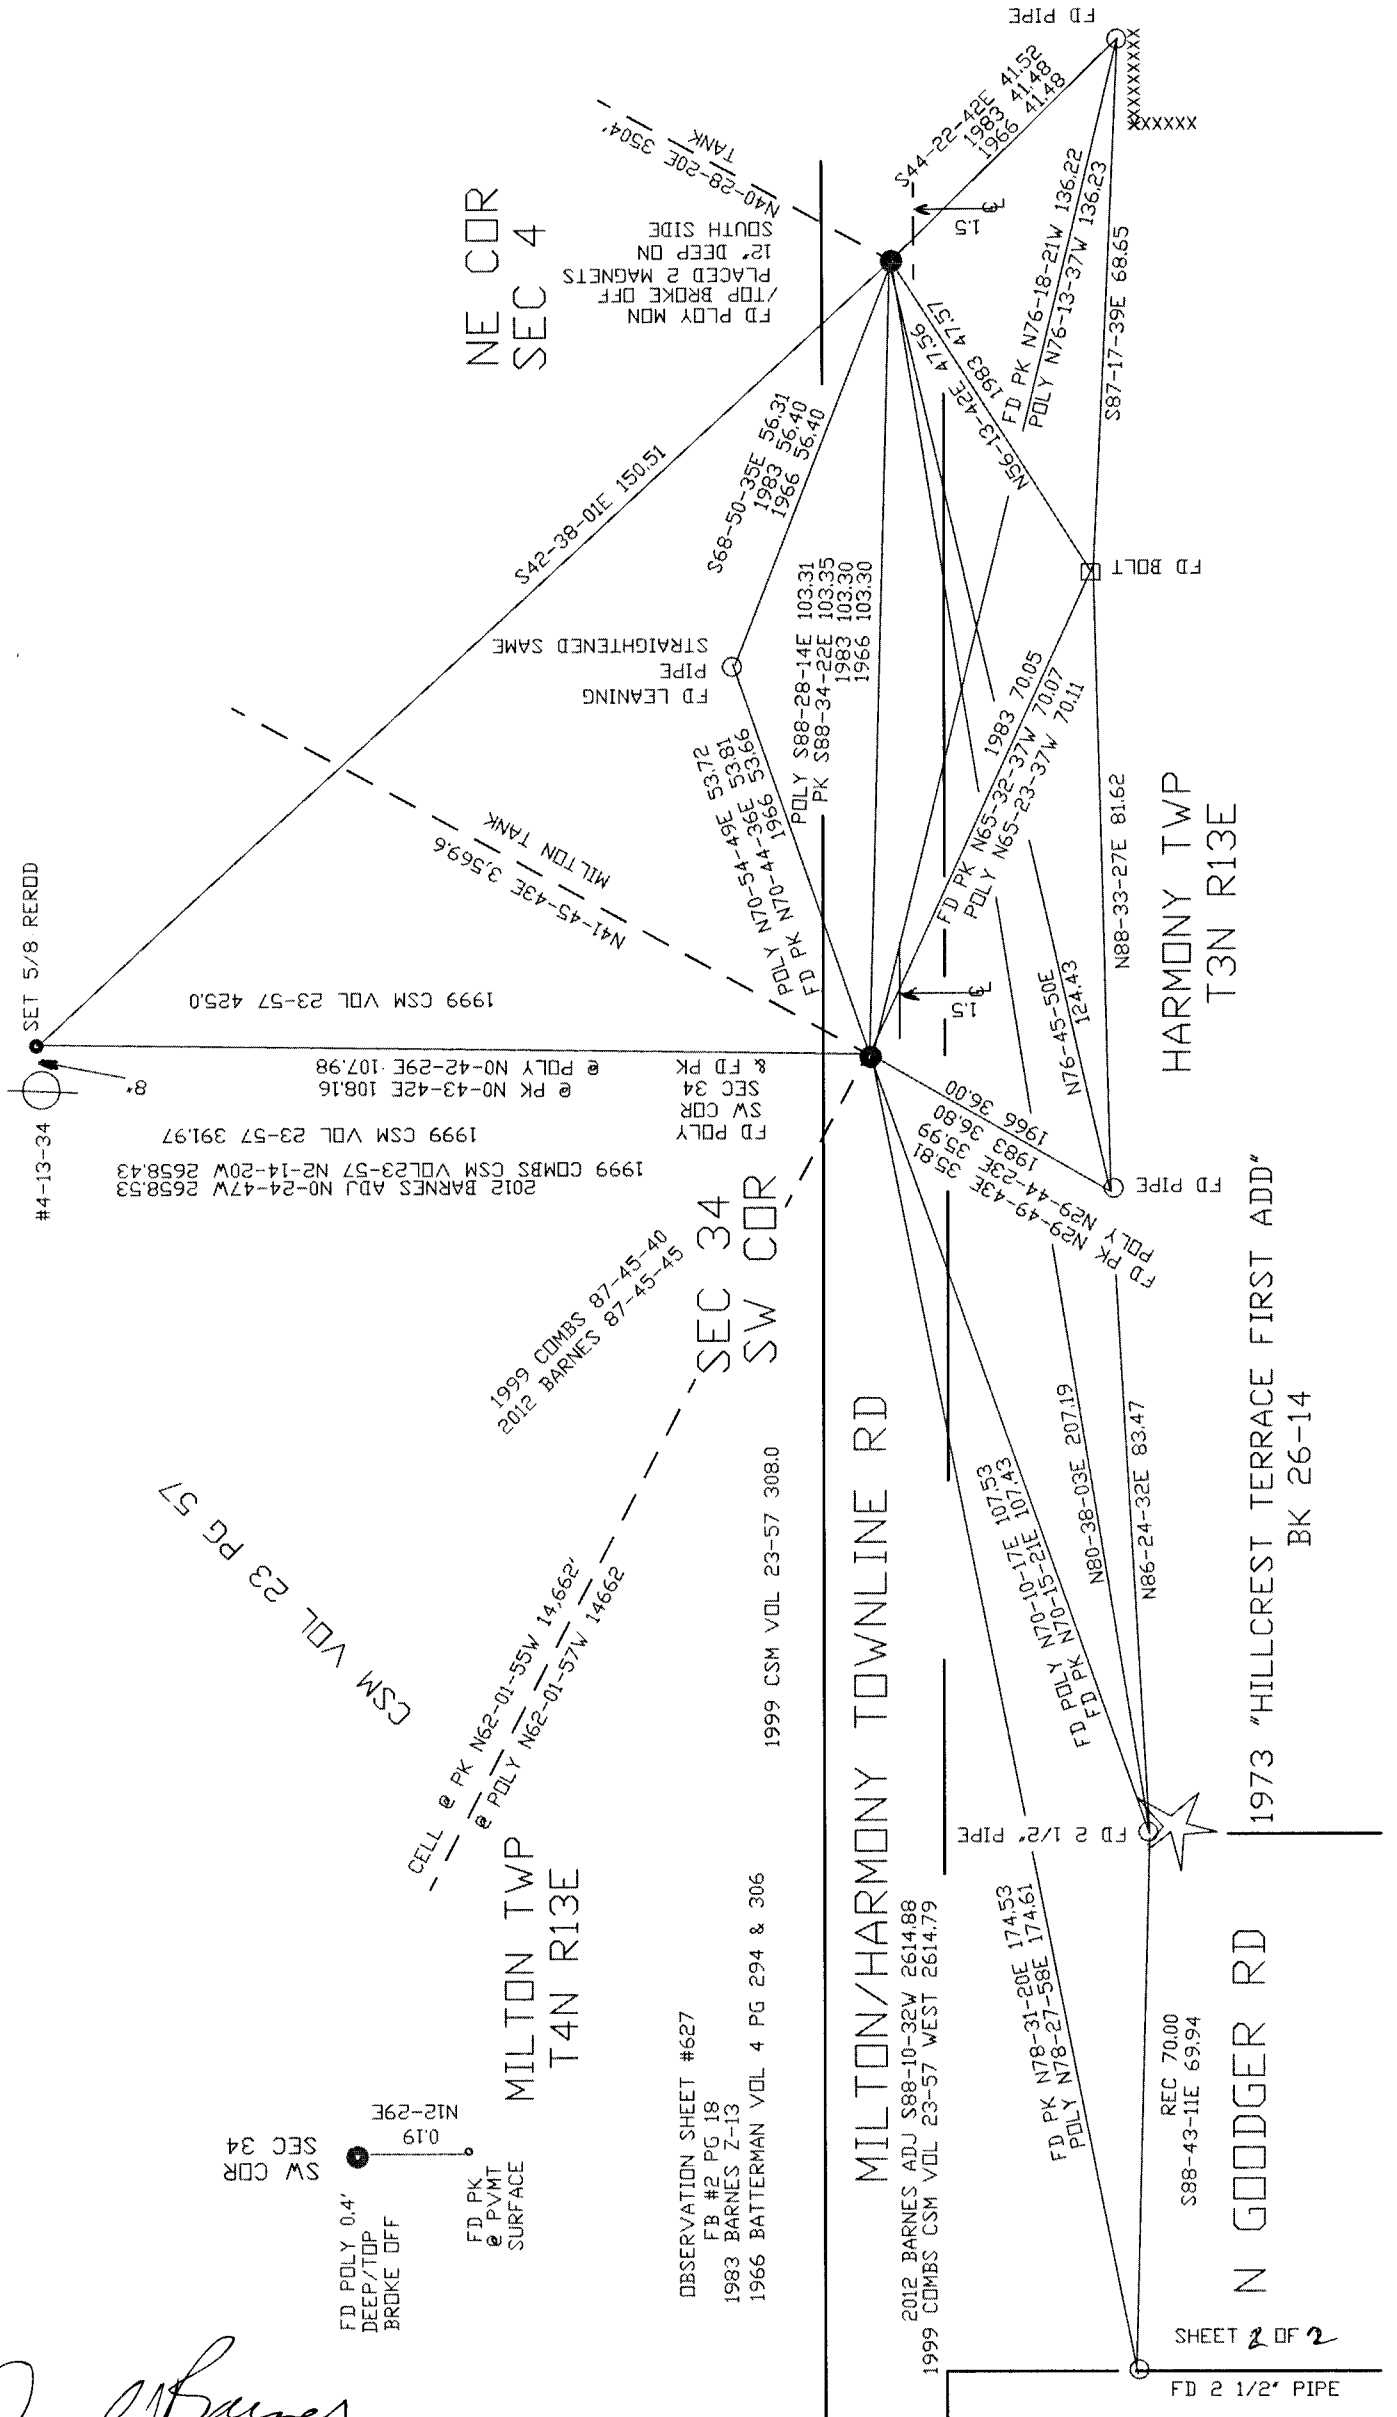 #4-13-34
SET 5/8 REROD
8"
2012 BARNES ADJ N0-24-47W 2658.53
1999 COMBS CSM VOL23-57 N2-14-20W 2658.43
1999 CSM VOL 23-57 391.97
@ PK N0-43-42E 108.16
@ POLY N0-42-29E 107.98
1999 CSM VOL 23-57 425.0
FD POLY
SW COR
SEC 34
& FD PK
N41-45-43E 3,569.6
MILTON TANK
S42-38-01E 150.51
NE COR
SEC 4
FD PLOY MON
/TOP BROKE OFF
PLACED 2 MAGNETS
12" DEEP ON
SOUTH SIDE
N40-28-20E 3504'
TANK
S44-22-42E 41.52
1983 41.48
1966 41.48
FD PIPE
XXXXXXXXX
XXXXXX
1.5
S68-50-35E 56.31
1983 56.40
1966 56.40
FD LEANING
PIPE
STRAIGHTENED SAME
POLY N70-54-49E 53.72
FD PK N70-44-36E 53.81
1966 53.66
POLY S88-28-14E 103.31
PK S88-34-22E 103.35
1983 103.30
1966 103.30
N56-13-42E 47.56
1983 47.57
FD PK N76-18-21W 136.22
POLY N76-13-37W 136.23
S87-17-39E 68.65
FD BOLT
1983 70.05
FD PK N65-32-37W 70.07
POLY N65-23-37W 70.11
N88-33-27E 81.62
N76-45-50E
124.43
1.5
HARMONY TWP
T3N R13E
1966 36.00
1983 36.80
POLY N29-44-23E 35.99
FD PK N29-49-43E 35.81
FD PIPE
CSM VOL 23 PG 57
1999 COMBS 87-45-40
2012 BARNES 87-45-45
SEC 34
SW COR
CELL @ PK N62-01-55W 14,662'
@ POLY N62-01-57W 14662
1999 CSM VOL 23-57 308.0
MILTON TWP
T4N R13E
SW COR
SEC 34
N12-29E
0.19
FD POLY 0.4'
DEEP/TOP
BROKE OFF
FD PK
@ PVMT
SURFACE
OBSERVATION SHEET #627
FB #2 PG 18
1983 BARNES Z-13
1966 BATTERMAN VOL 4 PG 294 & 306
MILTON/HARMONY TOWNLINE RD
2012 BARNES ADJ S88-10-32W 2614.88
1999 COMBS CSM VOL 23-57 WEST 2614.79
FD POLY N70-10-17E 107.53
FD PK N70-15-21E 107.43
N80-38-03E 207.19
N86-24-32E 83.47
FD 2 1/2" PIPE
1973 "HILLCREST TERRACE FIRST ADD"
BK 26-14
FD PK N78-31-20E 174.53
POLY N78-27-58E 174.61
REC 70.00
S88-43-11E 69.94
N GOODGER RD
SHEET 2 OF 2
FD 2 1/2" PIPE
Barnes